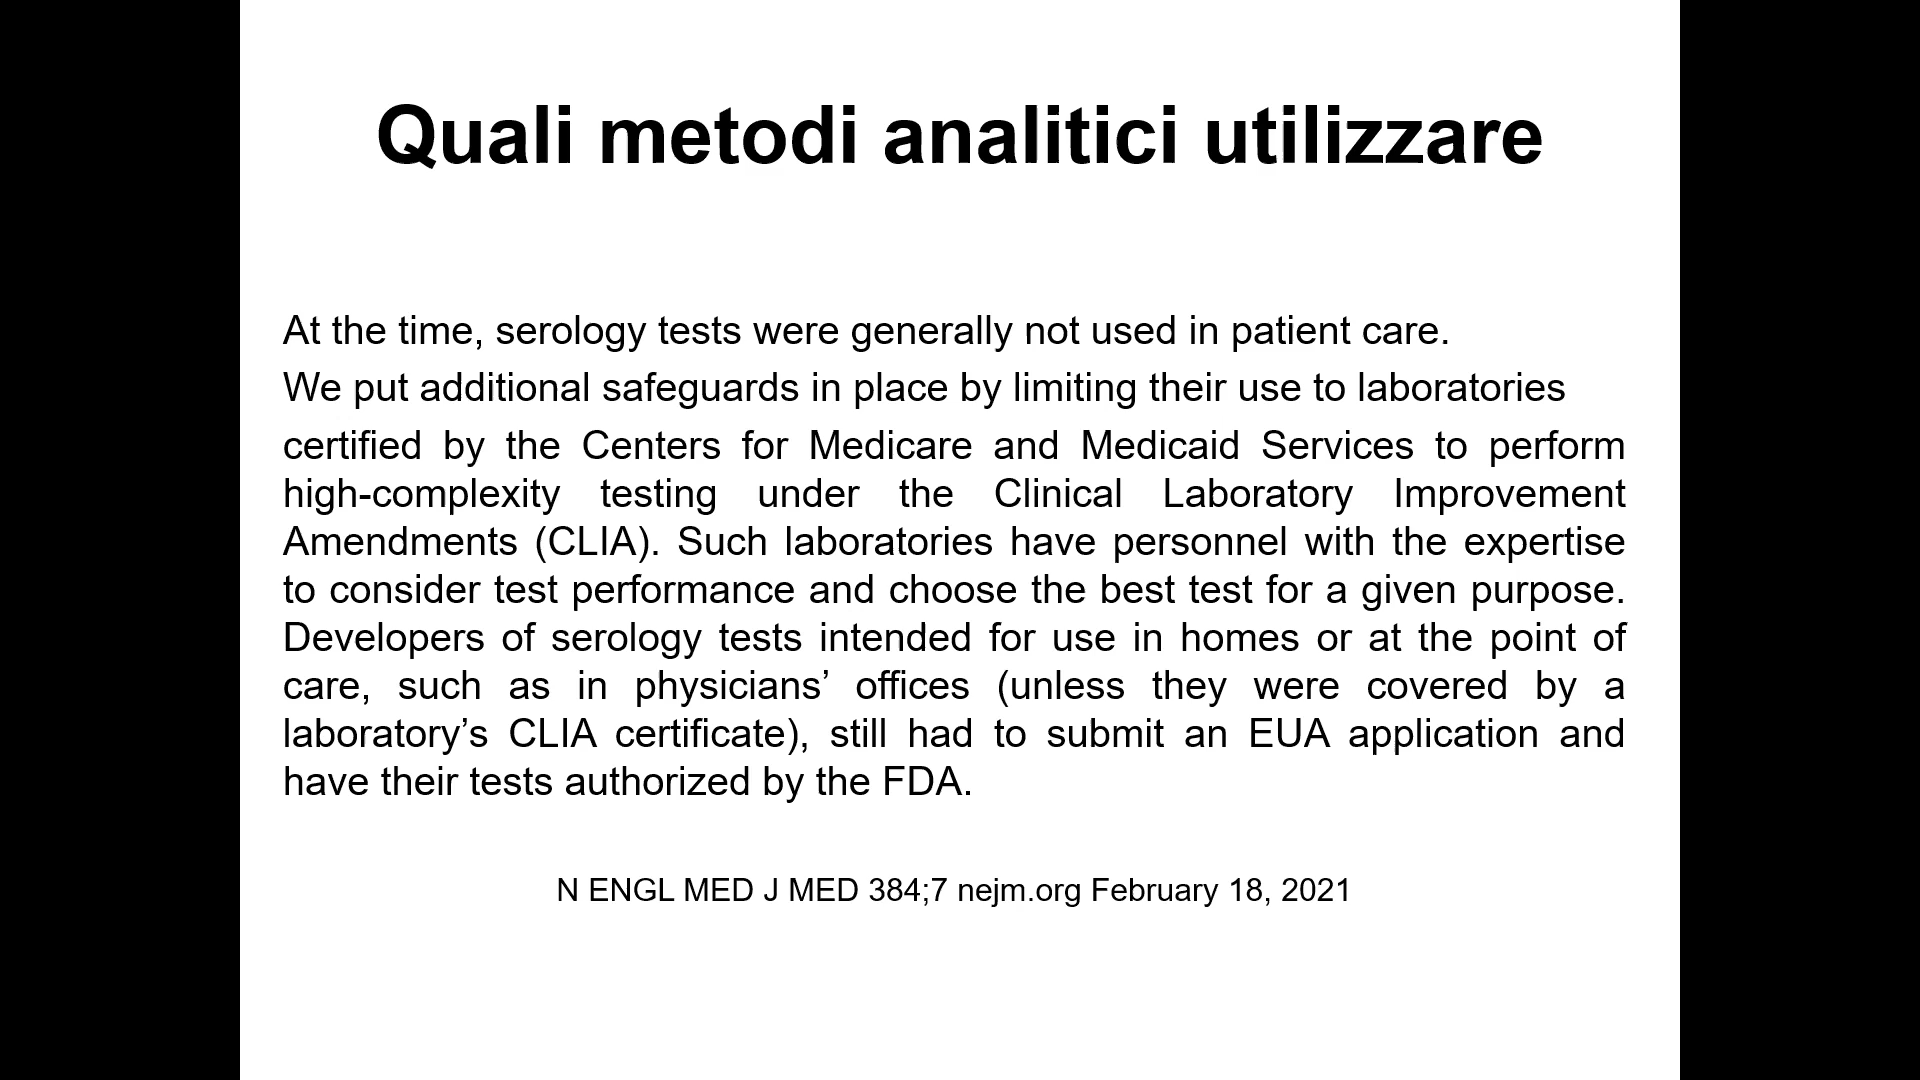 Quali metodi analitici utilizzare
At the time, serology tests were generally not used in patient care.
We put additional safeguards in place by limiting their use to laboratories
certified by the Centers for Medicare and Medicaid Services to perform
high-complexity testing under the Clinical Laboratory Improvement
Amendments (CLIA). Such laboratories have personnel with the expertise
to consider test performance and choose the best test for a given purpose.
Developers of serology tests intended for use in homes or at the point of
care, such as in physicians’ offices (unless they were covered by a
laboratory’s CLIA certificate), still had to submit an EUA application and
have their tests authorized by the FDA.
N ENGL MED J MED 384;7 nejm.org February 18, 2021